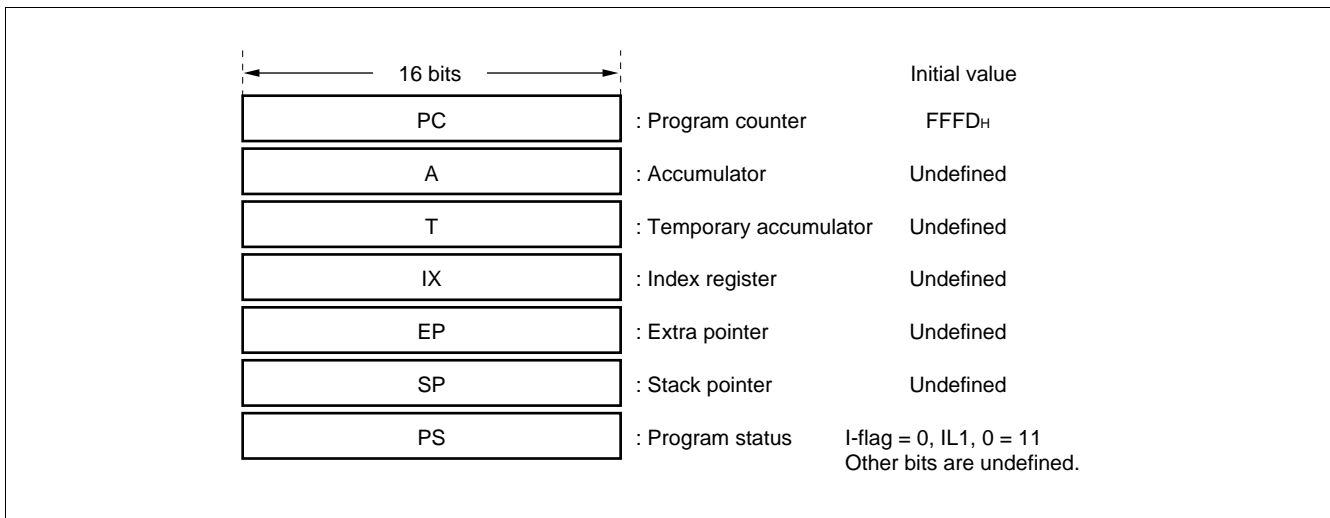 16 bits Initial value
PC : Program counter FFFDH
A : Accumulator Undefined
T : Temporary accumulator Undefined
IX : Index register Undefined
EP : Extra pointer Undefined
SP : Stack pointer Undefined
PS : Program status I-flag = 0, IL1, 0 = 11
Other bits are undefined.